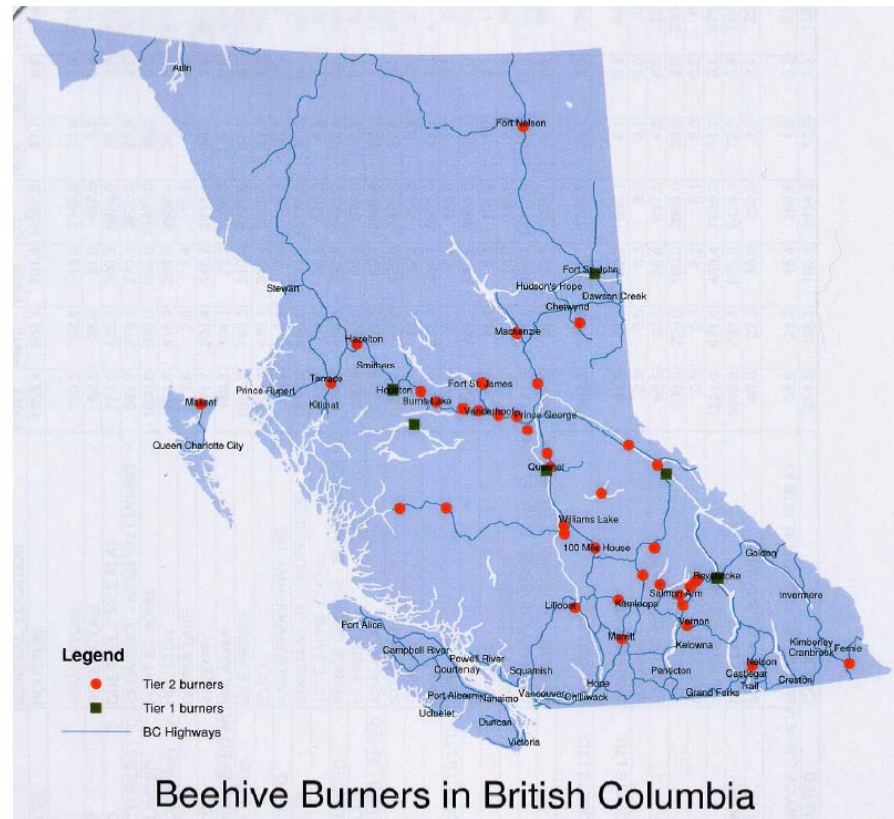 Atlin
Fort Nelson
Fort St. John
Hudson's Hope
Dawson Creek
Chetwynd
Stewart
Mackenzie
Hazelton
Smithers
Terrace
Prince Rupert
Kitimat
Houston
Fort St. James
Burns Lake
Vanderhoof
Prince George
Masset
Queen Charlotte City
Quesnel
Williams Lake
100 Mile House
Golden
Revelstoke
Invermere
Salmon Arm
Kamloops
Lillooet
Vernon
Merritt
Kelowna
Kimberley
Cranbrook
Fernie
Port Alice
Campbell River
Powell River
Courtenay
Squamish
Penticton
Nelson
Castlegar
Creston
Trail
Hope
Grand Forks
Vancouver
Chilliwack
Port Alberni
Nanaimo
Ucluelet
Duncan
Victoria
Legend
Tier 2 burners
Tier 1 burners
BC Highways
Beehive Burners in British Columbia